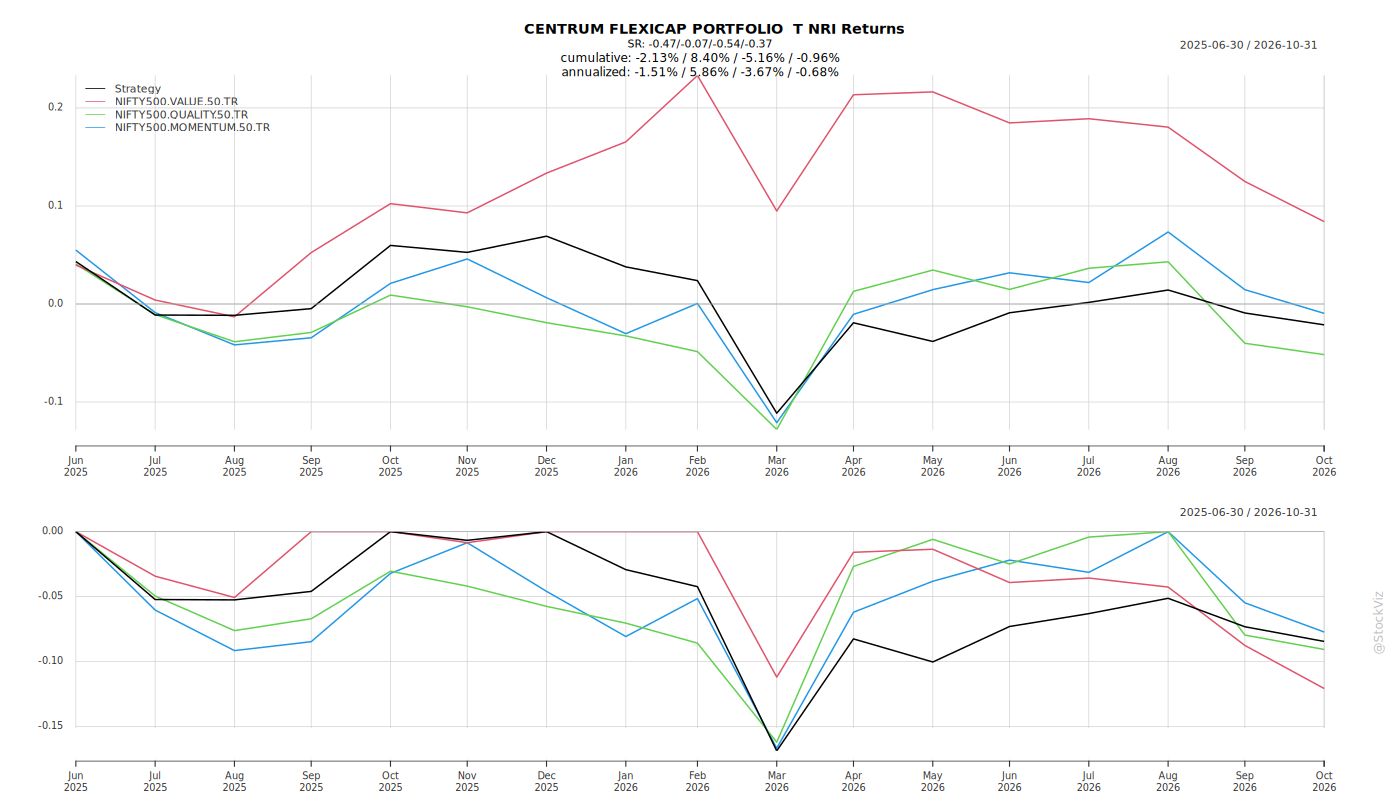 CENTRUM FLEXICAP PORTFOLIO  T NRI Returns
SR: -0.47/-0.07/-0.54/-0.37
cumulative: -2.13% / 8.40% / -5.16% / -0.96%
annualized: -1.51% / 5.86% / -3.67% / -0.68%
2025-06-30 / 2026-10-31
Strategy
NIFTY500.VALUE.50.TR
NIFTY500.QUALITY50.TR
NIFTY500.MOMENTUM.50.TR
0.2
0.1
0.0
-0.1
Jun Jul Aug Sep Oct Nov Dec Jan Feb Mar Apr May Jun Jul Aug Sep Oct
2025 2025 2025 2025 2025 2025 2025 2026 2026 2026 2026 2026 2026 2026 2026 2026 2026
2025-06-30 / 2026-10-31
0.00
-0.05
-0.10
-0.15
Jun Jul Aug Sep Oct Nov Dec Jan Feb Mar Apr May Jun Jul Aug Sep Oct
2025 2025 2025 2025 2025 2025 2025 2026 2026 2026 2026 2026 2026 2026 2026 2026 2026
@StockViz